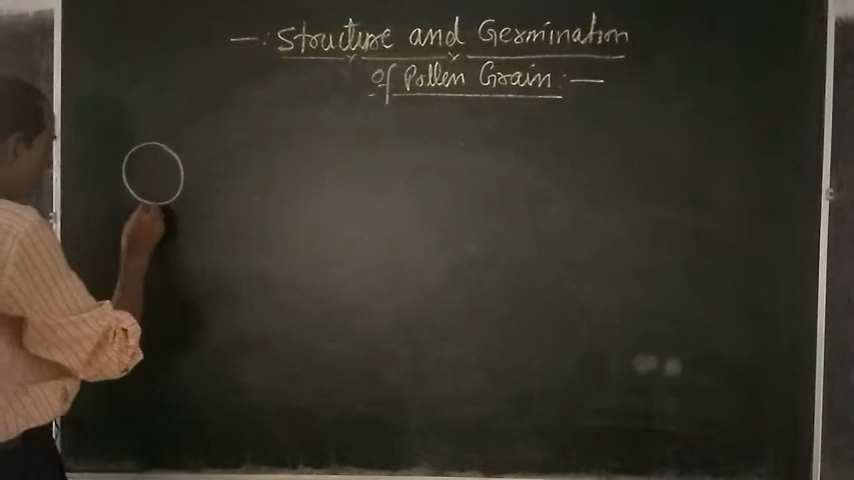 —: Structure and Germination
of Pollen Grain :—